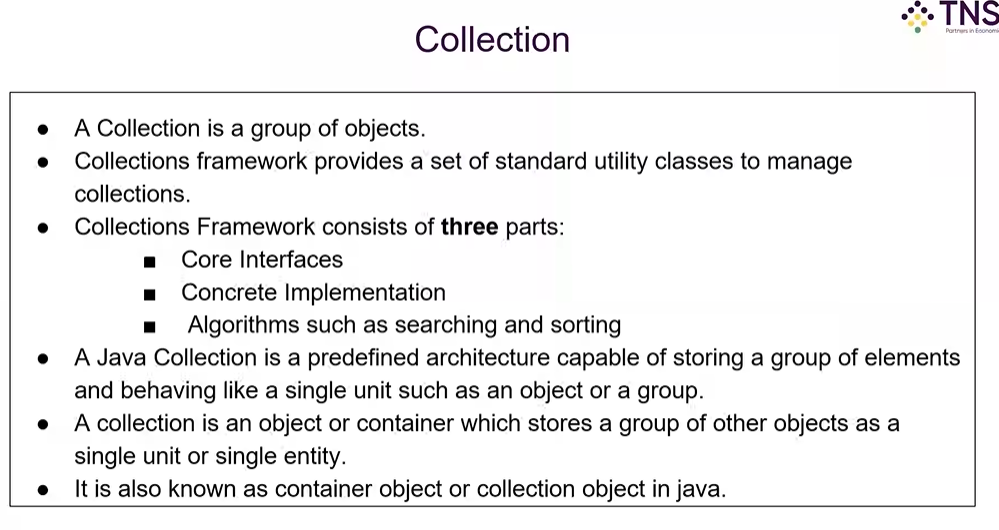 TNS
Partners in Economi
Collection
● A Collection is a group of objects.
● Collections framework provides a set of standard utility classes to manage
collections.
● Collections Framework consists of three parts:
■ Core Interfaces
■ Concrete Implementation
■ Algorithms such as searching and sorting
● A Java Collection is a predefined architecture capable of storing a group of elements
and behaving like a single unit such as an object or a group.
● A collection is an object or container which stores a group of other objects as a
single unit or single entity.
● It is also known as container object or collection object in java.